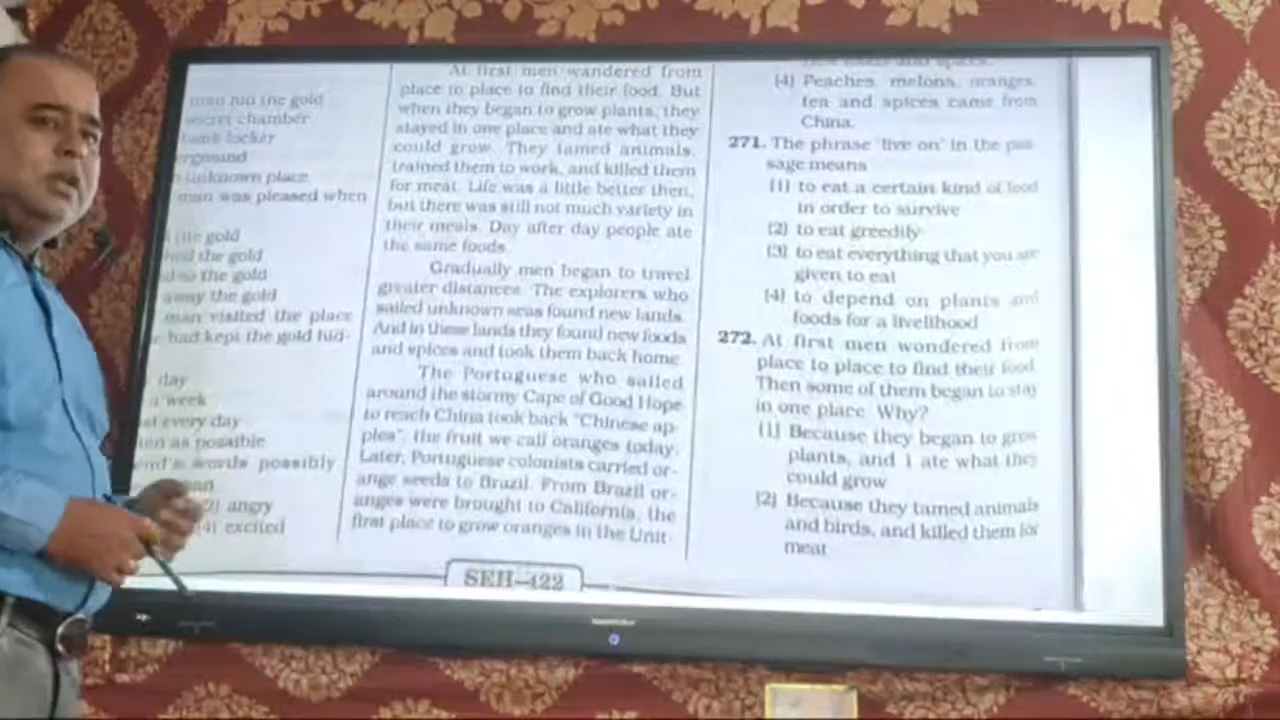 man hid the gold
secret chamber
bank locker
unknown place
man was pleased when
the gold
the gold
to the gold
away the gold
man visited the place
had kept the gold hid-
day
a week
every day
as possible
words possibly
(2) angry
(4) excited
At first men wandered from
place to place to find their food. But
when they began to grow plants, they
stayed in one place and ate what they
could grow. They tamed animals,
trained them to work, and killed them
for meat. Life was a little better then,
but there was still not much variety in
their meals. Day after day people ate
the same foods.
Gradually men began to travel
greater distances. The explorers who
sailed unknown seas found new lands.
And in these lands they found new foods
and spices and took them back home.
The Portuguese who sailed
around the stormy Cape of Good Hope
to reach China took back "Chinese ap-
ples", the fruit we call oranges today.
Later, Portuguese colonists carried or-
ange seeds to Brazil. From Brazil or-
anges were brought to California, the
first place to grow oranges in the Unit-
SEH-422
and spices.
(4) Peaches, melons, oranges,
tea and spices came from
China.
271. The phrase "live on" in the pas
sage means
(1) to eat a certain kind of food
in order to survive
(2) to eat greedily
(3) to eat everything that you are
given to eat
(4) to depend on plants and
foods for a livelihood
272. At first men wondered from
place to place to find their food.
Then some of them began to stay
in one place. Why?
(1) Because they began to grow
plants, and I ate what they
could grow
(2) Because they tamed animals
and birds, and killed them for
meat